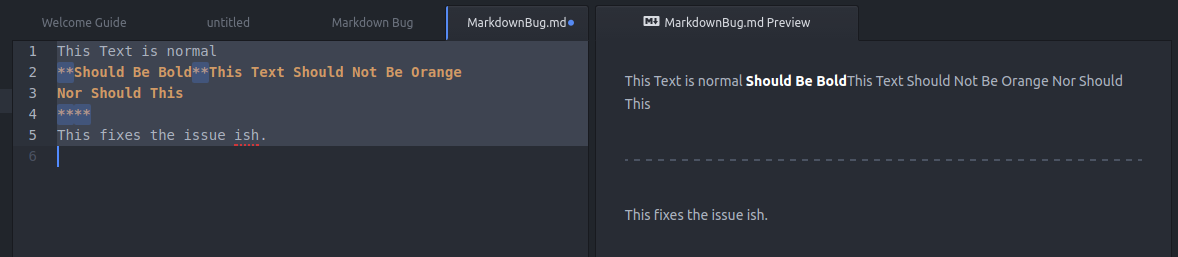 Welcome Guide untitled Markdown Bug MarkdownBug.md MarkdownBug.md Preview
1 This Text is normal
2 **Should Be Bold**This Text Should Not Be Orange
3 Nor Should This
4 ****
5 This fixes the issue ish.
6
This Text is normal Should Be BoldThis Text Should Not Be Orange Nor Should
This
This fixes the issue ish.